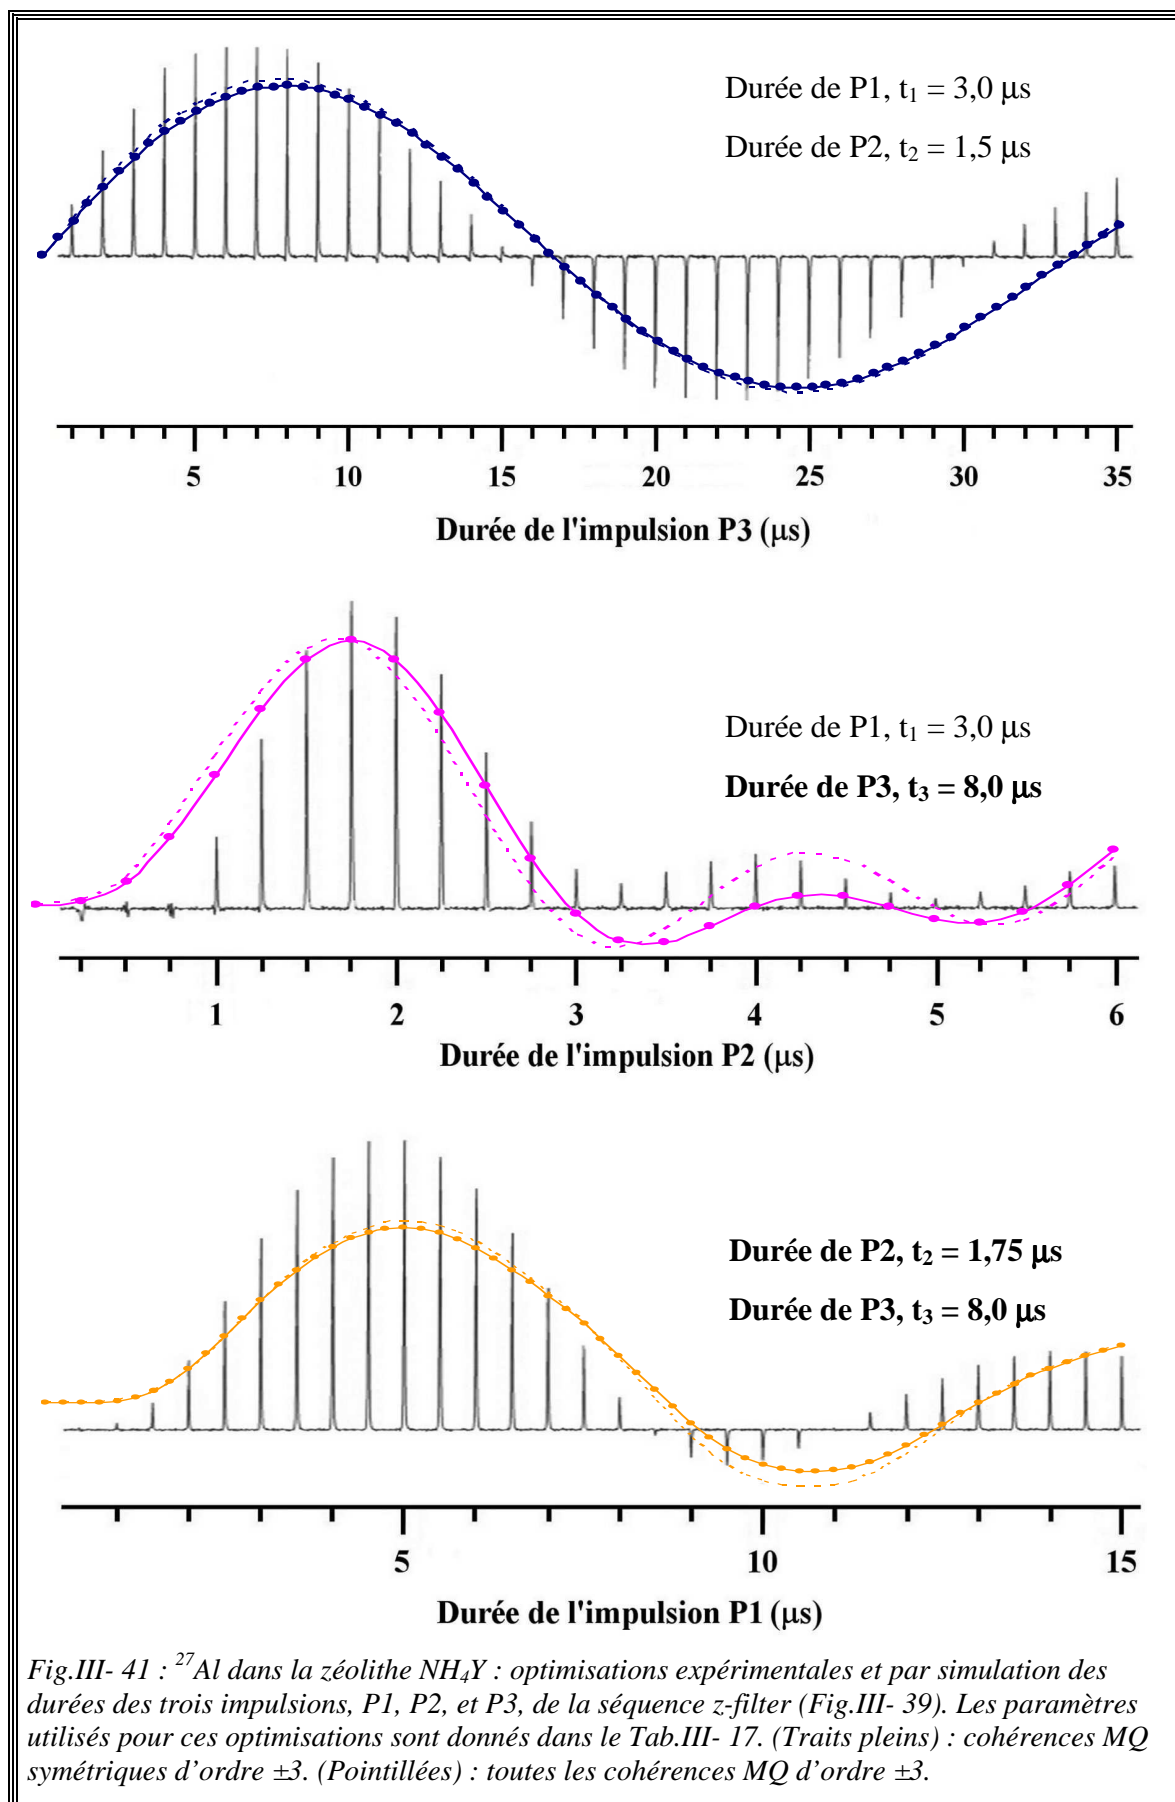 Durée de P1, t₁ = 3,0 µs
Durée de P2, t₂ = 1,5 µs
5 10 15 20 25 30 35
Durée de l'impulsion P3 (µs)
Durée de P1, t₁ = 3,0 µs
Durée de P3, t₃ = 8,0 µs
1 2 3 4 5 6
Durée de l'impulsion P2 (µs)
Durée de P2, t₂ = 1,75 µs
Durée de P3, t₃ = 8,0 µs
5 10 15
Durée de l'impulsion P1 (µs)
Fig.III- 41 : ²⁷Al dans la zéolithe NH₄Y : optimisations expérimentales et par simulation des
durées des trois impulsions, P1, P2, et P3, de la séquence z-filter (Fig.III- 39). Les paramètres
utilisés pour ces optimisations sont donnés dans le Tab.III- 17. (Traits pleins) : cohérences MQ
symétriques d’ordre ±3. (Pointillées) : toutes les cohérences MQ d’ordre ±3.